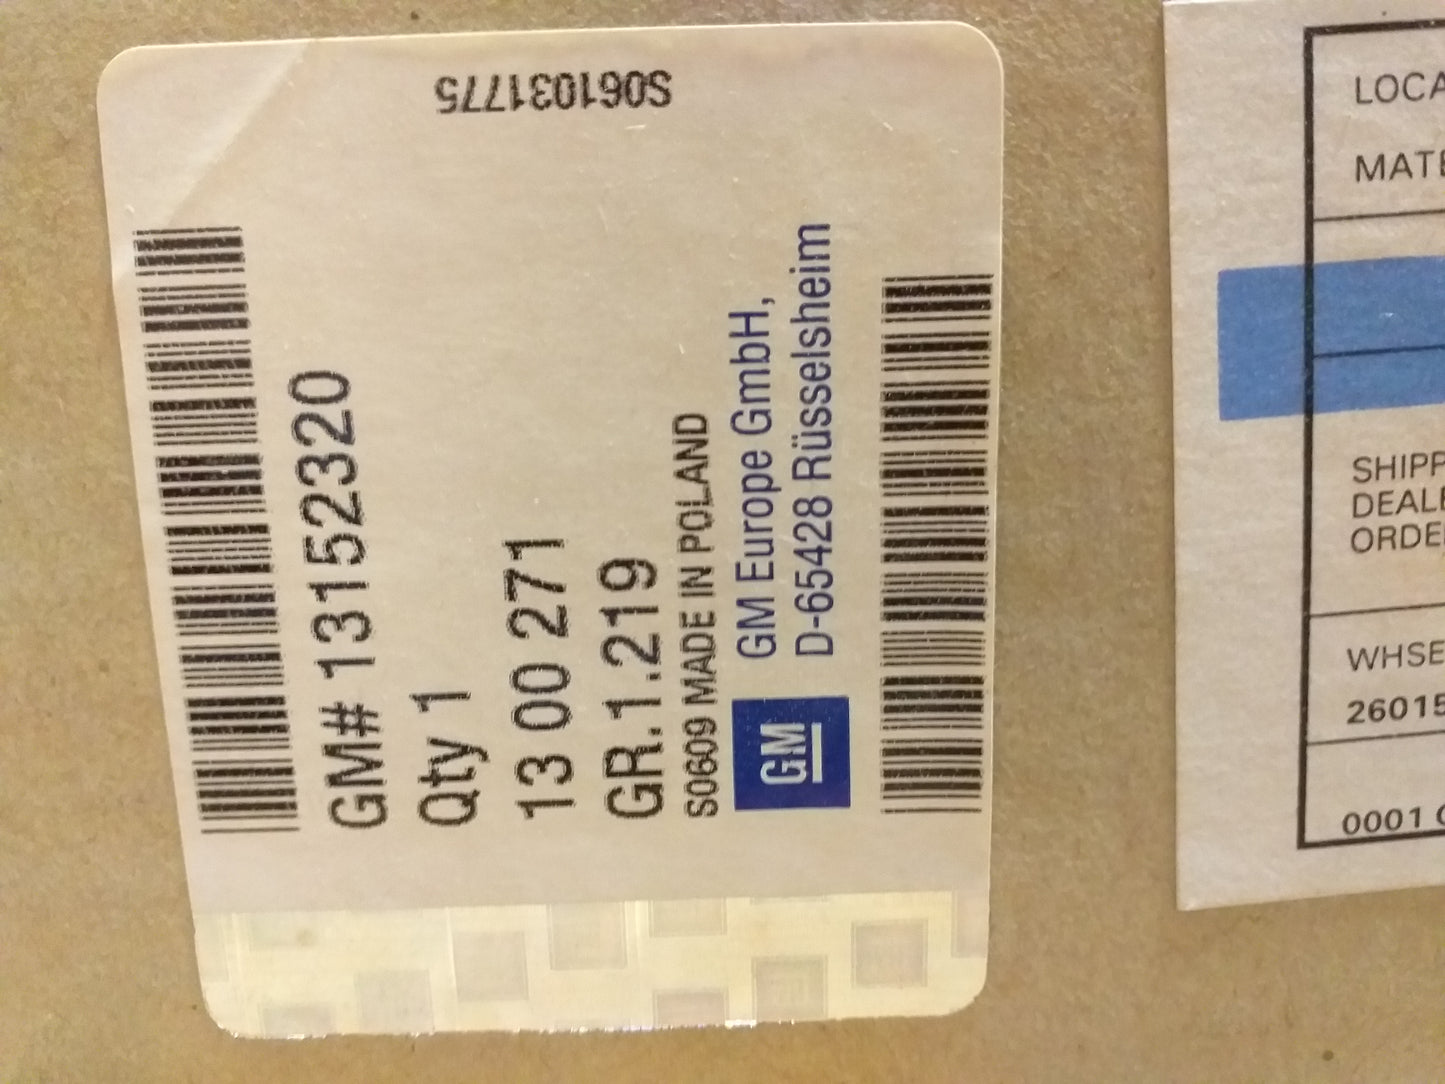 S061031775
GM# 13152320
Qty 1
13 00 271
GR.1.219
S0609 MADE IN POLAND
GM Europe GmbH,
D-65428 Rüsselsheim
GM
LOCA
MATE
SHIPP
DEALE
ORDE
WHSE
26015
0001